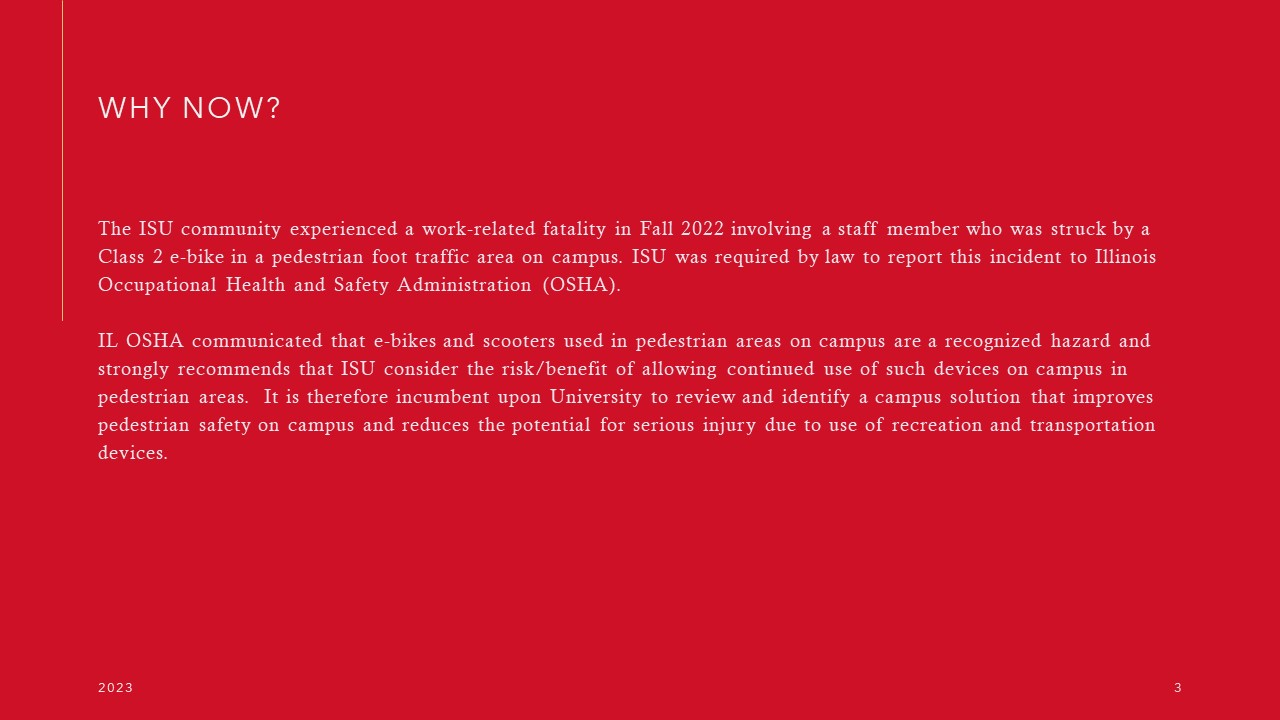 WHY NOW?
The ISU community experienced a work-related fatality in Fall 2022 involving a staff member who was struck by a
Class 2 e-bike in a pedestrian foot traffic area on campus. ISU was required by law to report this incident to Illinois
Occupational Health and Safety Administration (OSHA).
IL OSHA communicated that e-bikes and scooters used in pedestrian areas on campus are a recognized hazard and
strongly recommends that ISU consider the risk/benefit of allowing continued use of such devices on campus in
pedestrian areas. It is therefore incumbent upon University to review and identify a campus solution that improves
pedestrian safety on campus and reduces the potential for serious injury due to use of recreation and transportation
devices.
2023
3